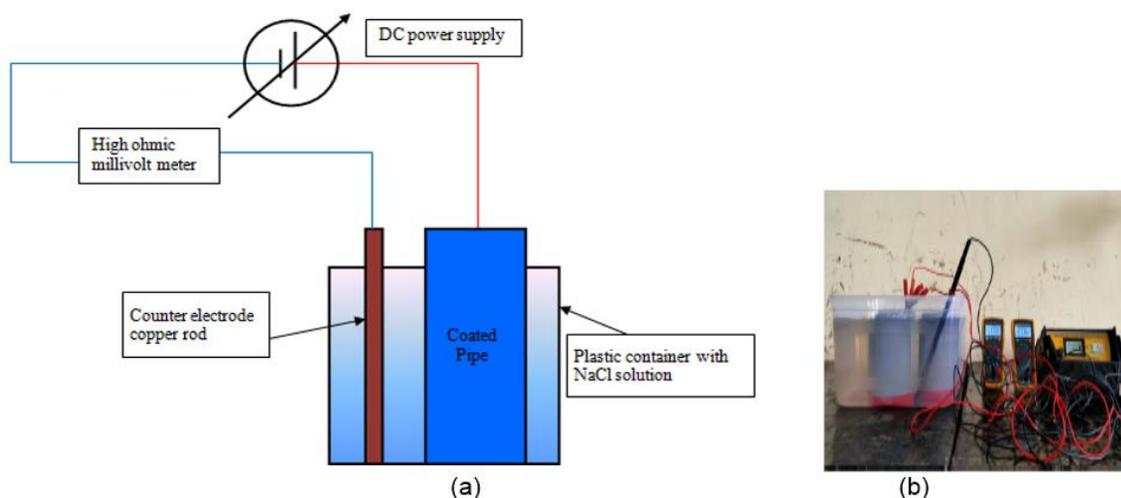 DC power supply
High ohmic
millivolt meter
Counter electrode
copper rod
Coated
Pipe
Plastic container with
NaCl solution
(a)
(b)